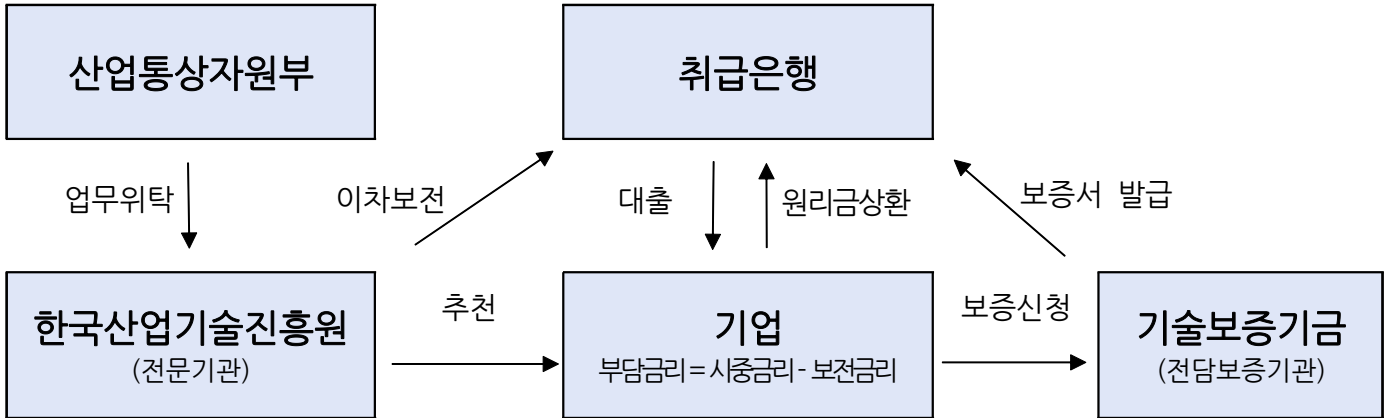 산업통상자원부
취급은행
업무위탁
이차보전
대출
원리금상환
보증서 발급
한국산업기술진흥원
(전문기관)
추천
기업
부담금리 = 시중금리 - 보전금리
보증신청
기술보증기금
(전담보증기관)